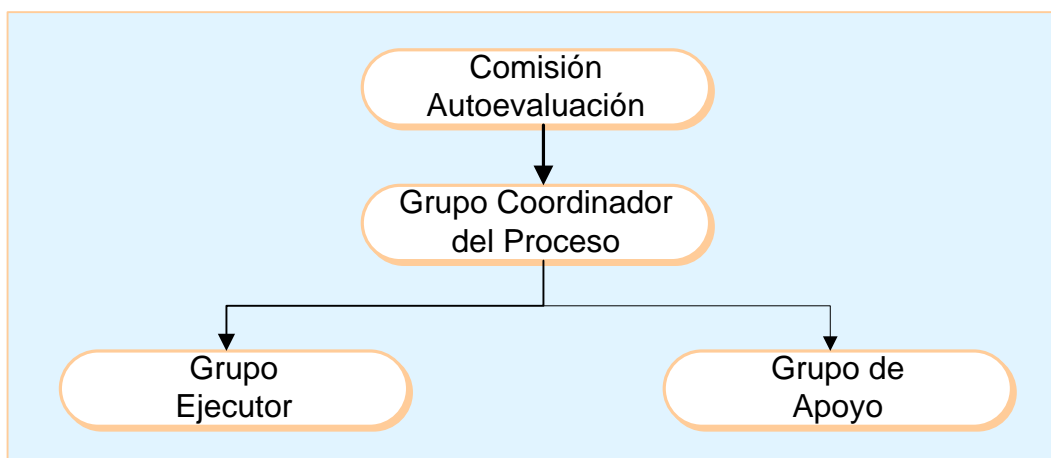 Comisión
Autoevaluación
Grupo Coordinador
del Proceso
Grupo
Ejecutor
Grupo de
Apoyo